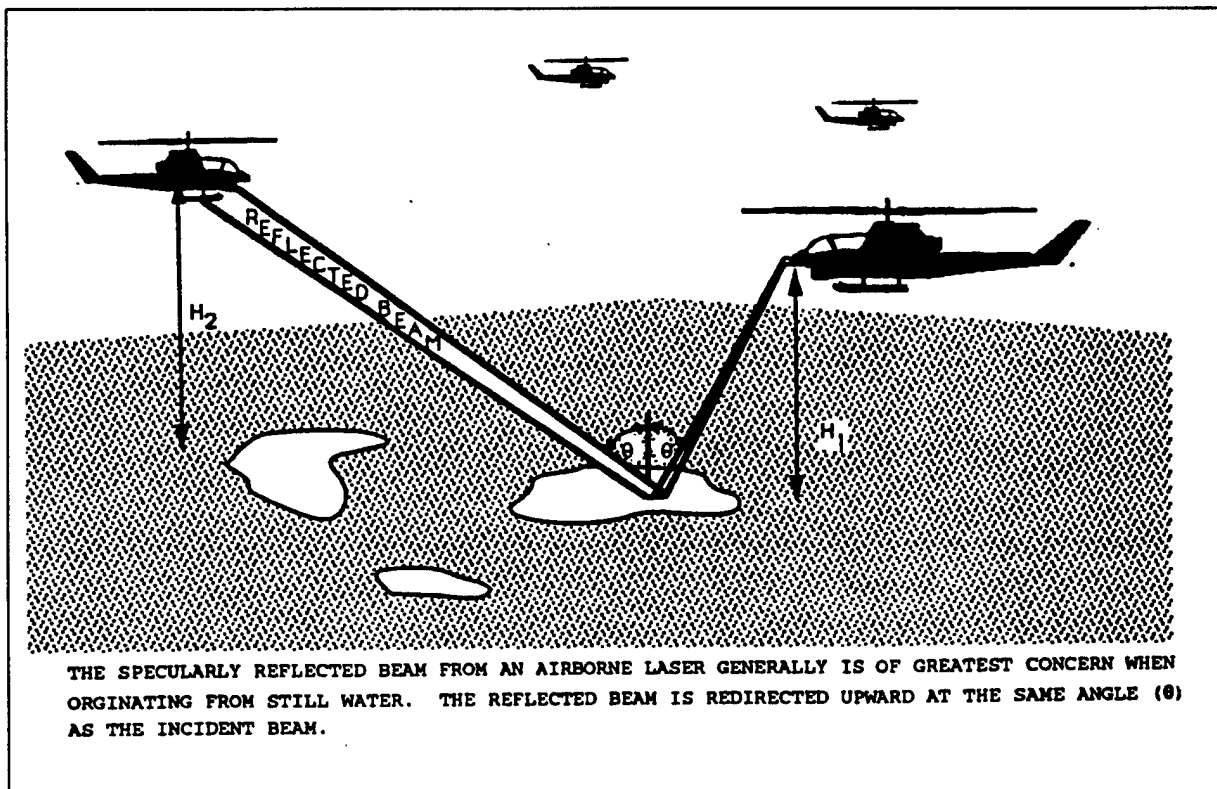 REFLECTED BEAM
H2
θ θ
H1
THE SPECULARLY REFLECTED BEAM FROM AN AIRBORNE LASER GENERALLY IS OF GREATEST CONCERN WHEN
ORGINATING FROM STILL WATER. THE REFLECTED BEAM IS REDIRECTED UPWARD AT THE SAME ANGLE (θ)
AS THE INCIDENT BEAM.